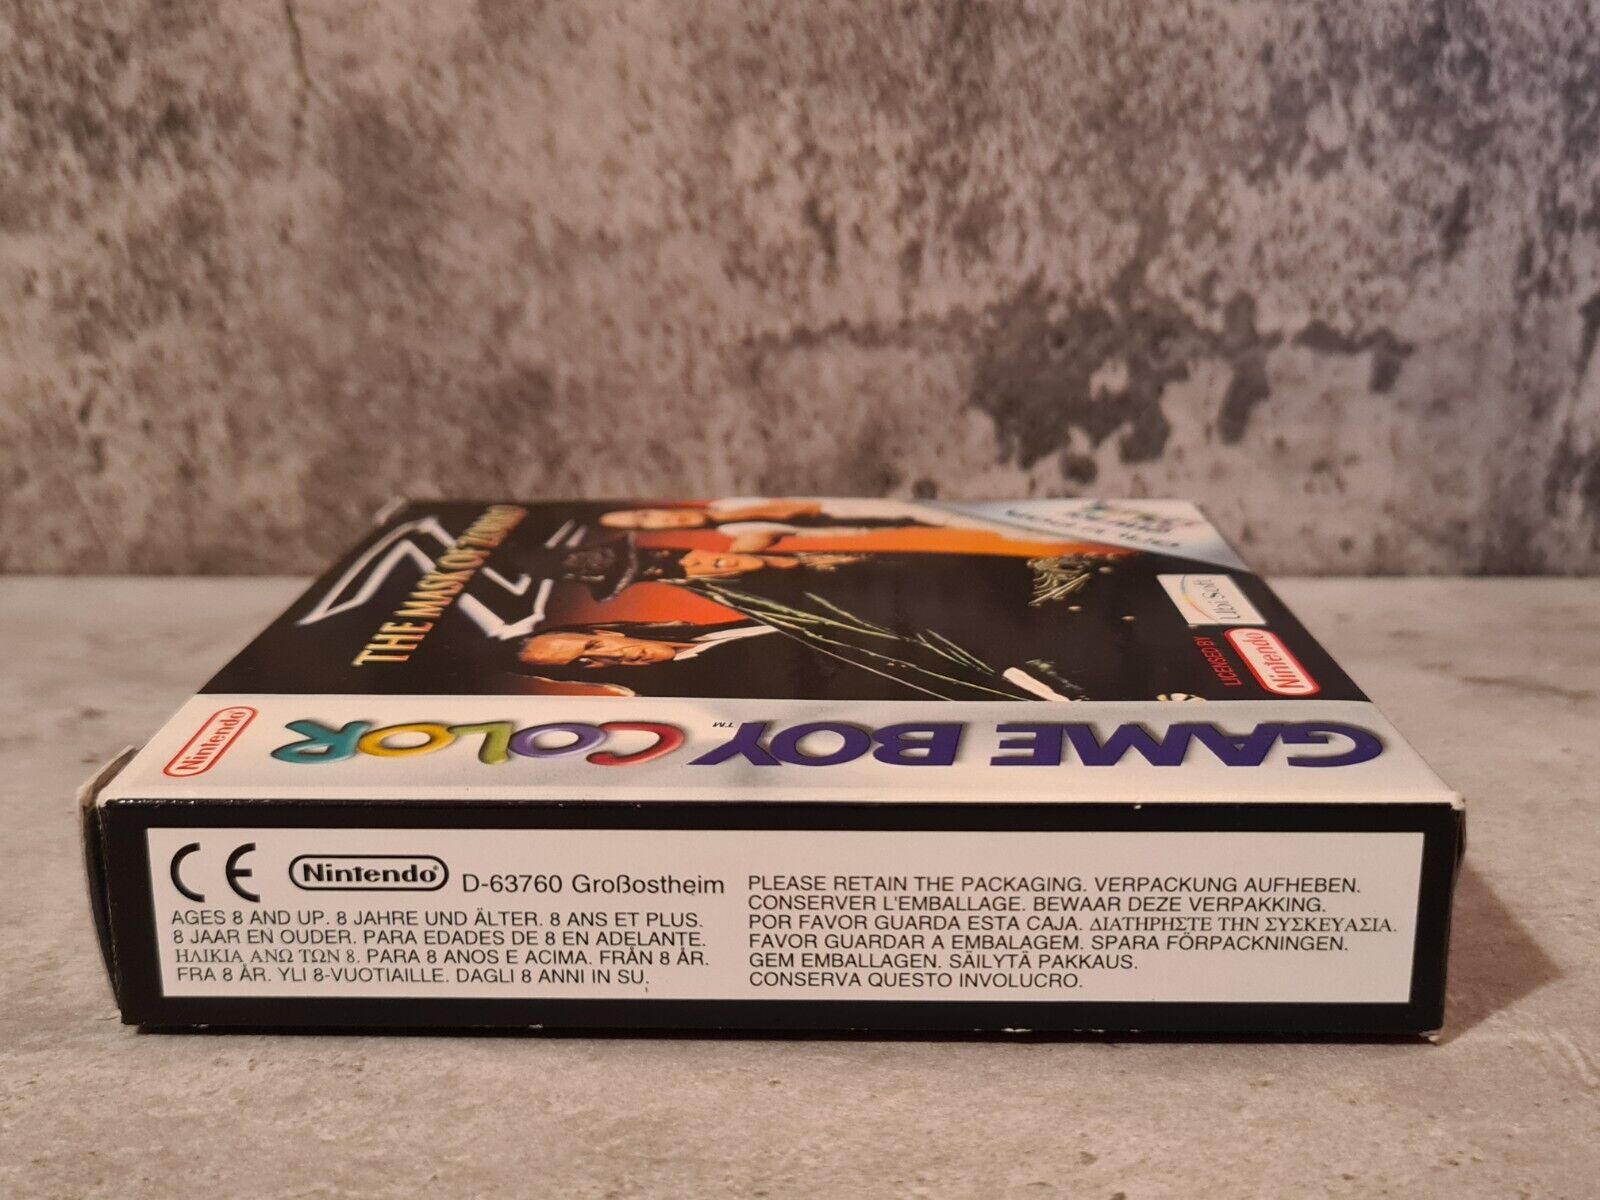 THE MASK OF ZORRO
Ubi Soft
LICENSED BY
Nintendo
Nintendo
GAME BOY COLOR™
CE Nintendo® D-63760 Großostheim
AGES 8 AND UP. 8 JAHRE UND ÄLTER. 8 ANS ET PLUS.
8 JAAR EN OUDER. PARA EDADES DE 8 EN ADELANTE.
ΗΛΙΚΙΑ ΑΝΩ ΤΩΝ 8. PARA 8 ANOS E ACIMA. FRÅN 8 ÅR.
FRA 8 ÅR. YLI 8-VUOTIAILLE. DAGLI 8 ANNI IN SU.
PLEASE RETAIN THE PACKAGING. VERPACKUNG AUFHEBEN.
CONSERVER L'EMBALLAGE. BEWAAR DEZE VERPAKKING.
POR FAVOR GUARDA ESTA CAJA. ΔΙΑΤΗΡΗΣΤΕ ΤΗΝ ΣΥΣΚΕΥΑΣΙΑ.
FAVOR GUARDAR A EMBALAGEM. SPARA FÖRPACKNINGEN.
GEM EMBALLAGEN. SÄILYTÄ PAKKAUS.
CONSERVA QUESTO INVOLUCRO.